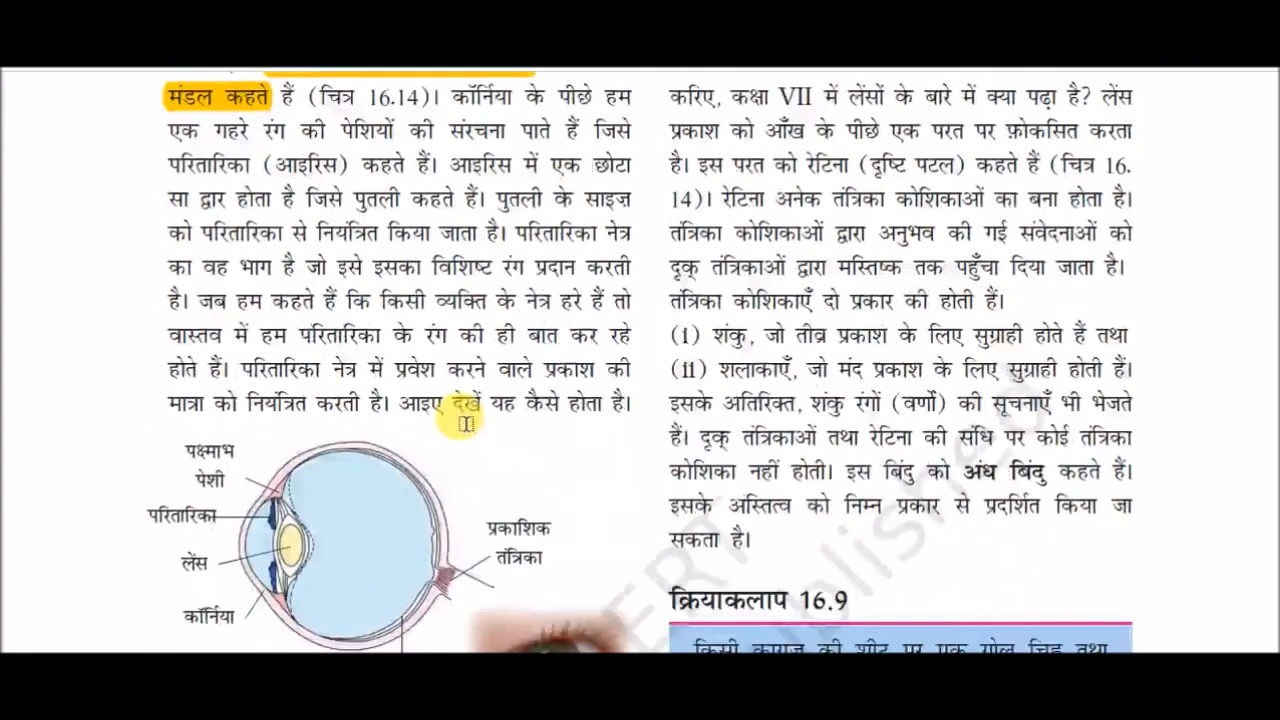 मंडल कहते हैं (चित्र 16.14)। कॉर्निया के पीछे हम
एक गहरे रंग की पेशियों की संरचना पाते हैं जिसे
परितारिका (आइरिस) कहते हैं। आइरिस में एक छोटा
सा द्वार होता है जिसे पुतली कहते हैं। पुतली के साइज़
को परितारिका से नियंत्रित किया जाता है। परितारिका नेत्र
का वह भाग है जो इसे इसका विशिष्ट रंग प्रदान करती
है। जब हम कहते हैं कि किसी व्यक्ति के नेत्र हरे हैं तो
वास्तव में हम परितारिका के रंग की ही बात कर रहे
होते हैं। परितारिका नेत्र में प्रवेश करने वाले प्रकाश की
मात्रा को नियंत्रित करती है। आइए देखें यह कैसे होता है।
पक्ष्माभ
पेशी
परितारिका
लेंस
कॉर्निया
प्रकाशिक
तंत्रिका
करिए, कक्षा VII में लेंसों के बारे में क्या पढ़ा है? लेंस
प्रकाश को आँख के पीछे एक परत पर फ़ोकसित करता
है। इस परत को रेटिना (दृष्टि पटल) कहते हैं (चित्र 16.
14)। रेटिना अनेक तंत्रिका कोशिकाओं का बना होता है।
तंत्रिका कोशिकाओं द्वारा अनुभव की गई संवेदनाओं को
दृक् तंत्रिकाओं द्वारा मस्तिष्क तक पहुँचा दिया जाता है।
तंत्रिका कोशिकाएँ दो प्रकार की होती हैं।
(i) शंकु, जो तीव्र प्रकाश के लिए सुग्राही होते हैं तथा
(ii) शलाकाएँ, जो मंद प्रकाश के लिए सुग्राही होती हैं।
इसके अतिरिक्त, शंकु रंगों (वर्णों) की सूचनाएँ भी भेजते
हैं। दृक् तंत्रिकाओं तथा रेटिना की संधि पर कोई तंत्रिका
कोशिका नहीं होती। इस बिंदु को अंध बिंदु कहते हैं।
इसके अस्तित्व को निम्न प्रकार से प्रदर्शित किया जा
सकता है।
क्रियाकलाप 16.9
किसी कागज़ की शीट पर एक गोल चिह्न तथा